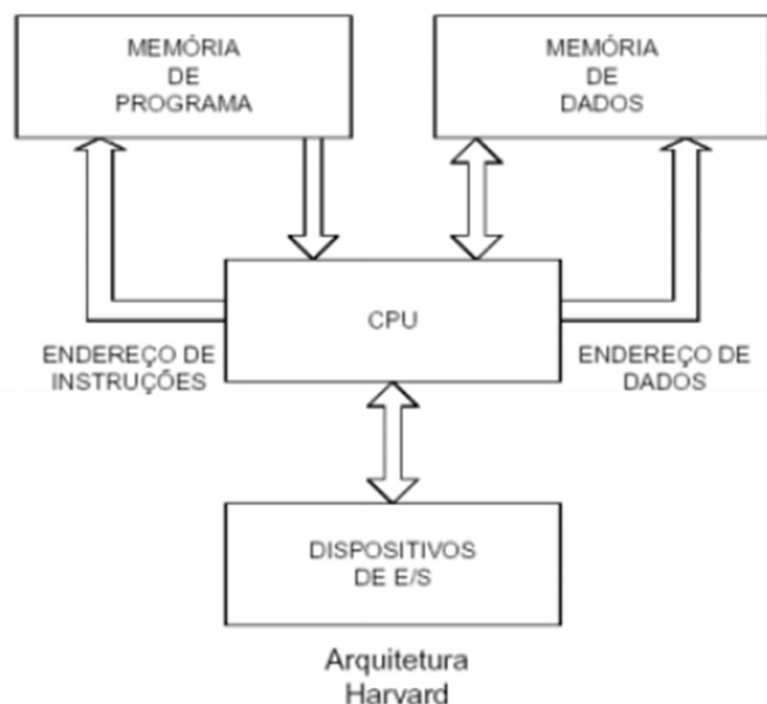 MEMÓRIA
DE
PROGRAMA
MEMÓRIA
DE
DADOS
CPU
ENDEREÇO DE
INSTRUÇÕES
ENDEREÇO DE
DADOS
DISPOSITIVOS
DE E/S
Arquitetura
Harvard